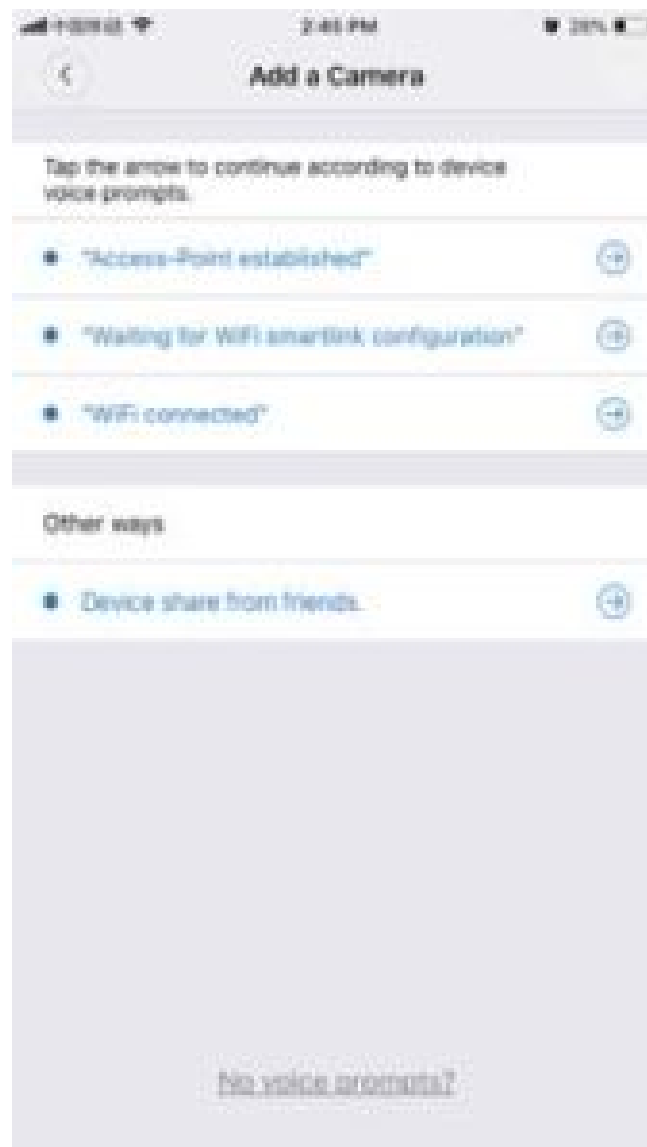 2:45 PM
Add a Camera
Tap the arrow to continue according to device
voice prompts.
"Access-Point established"
"Waiting for WiFi smartlink configuration"
"WiFi connected"
Other ways
Device share from friends.
No voice prompts?